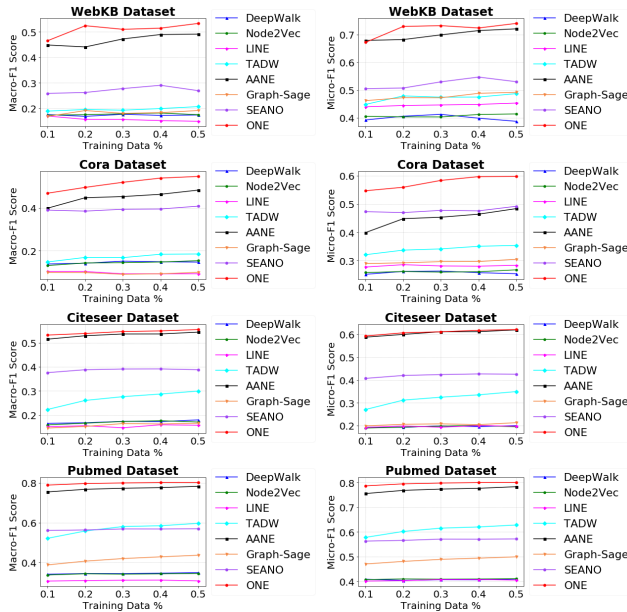 WebKB Dataset
Macro-F1 Score
0.5
0.4
0.3
0.2
0.1 0.2 0.3 0.4 0.5
Training Data %
DeepWalk
Node2Vec
LINE
TADW
AANE
Graph-Sage
SEANO
ONE
WebKB Dataset
Micro-F1 Score
0.7
0.6
0.5
0.4
0.1 0.2 0.3 0.4 0.5
Training Data %
DeepWalk
Node2Vec
LINE
TADW
AANE
Graph-Sage
SEANO
ONE
Cora Dataset
Macro-F1 Score
0.4
0.2
0.1 0.2 0.3 0.4 0.5
Training Data %
DeepWalk
Node2Vec
LINE
TADW
AANE
Graph-Sage
SEANO
ONE
Cora Dataset
Micro-F1 Score
0.6
0.5
0.4
0.3
0.1 0.2 0.3 0.4 0.5
Training Data %
DeepWalk
Node2Vec
LINE
TADW
AANE
Graph-Sage
SEANO
ONE
Citeseer Dataset
Macro-F1 Score
0.5
0.4
0.3
0.2
0.1 0.2 0.3 0.4 0.5
Training Data %
DeepWalk
Node2Vec
LINE
TADW
AANE
Graph-Sage
SEANO
ONE
Citeseer Dataset
Micro-F1 Score
0.6
0.5
0.4
0.3
0.2
0.1 0.2 0.3 0.4 0.5
Training Data %
DeepWalk
Node2Vec
LINE
TADW
AANE
Graph-Sage
SEANO
ONE
Pubmed Dataset
Macro-F1 Score
0.8
0.6
0.4
0.1 0.2 0.3 0.4 0.5
Training Data %
DeepWalk
Node2Vec
LINE
TADW
AANE
Graph-Sage
SEANO
ONE
Pubmed Dataset
Micro-F1 Score
0.8
0.7
0.6
0.5
0.4
0.1 0.2 0.3 0.4 0.5
Training Data %
DeepWalk
Node2Vec
LINE
TADW
AANE
Graph-Sage
SEANO
ONE